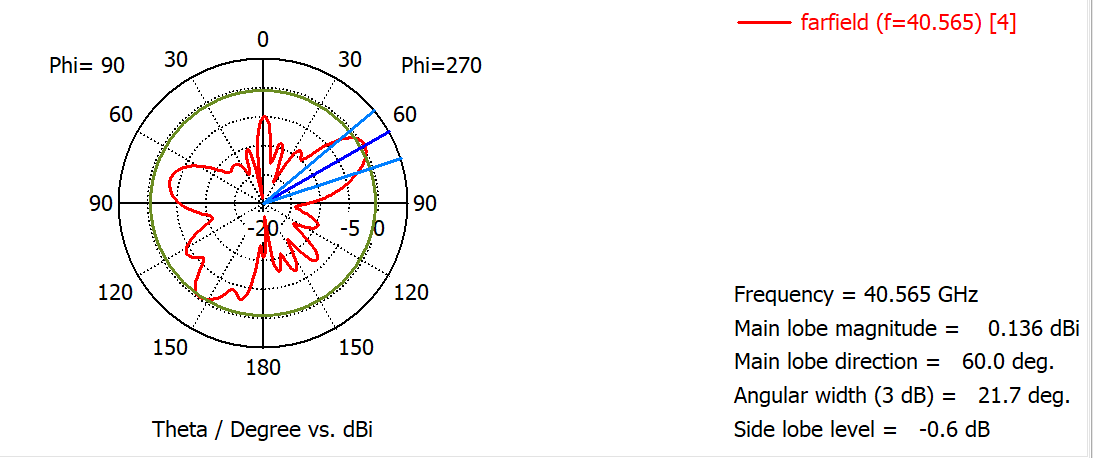 farfield (f=40.565) [4]
0
Phi= 90 30 30 Phi=270
60 60
90 90
-20 -5 0
120 120
150 150
180
Theta / Degree vs. dBi
Frequency = 40.565 GHz
Main lobe magnitude = 0.136 dBi
Main lobe direction = 60.0 deg.
Angular width (3 dB) = 21.7 deg.
Side lobe level = -0.6 dB